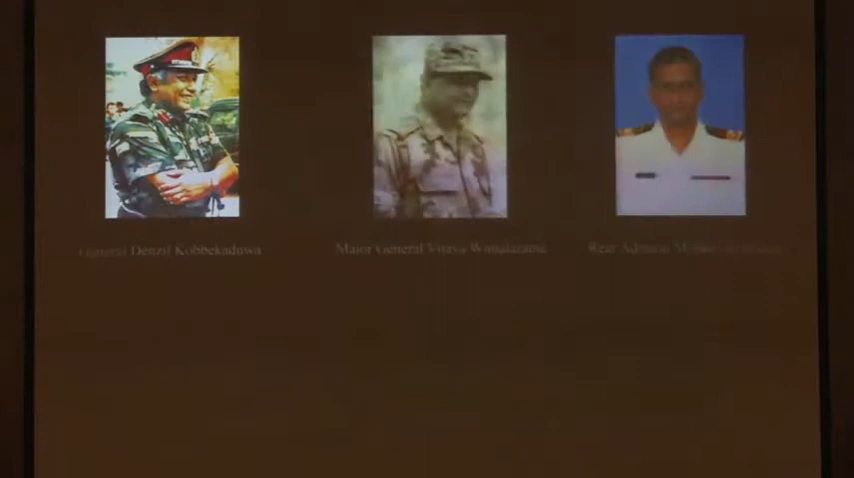 General Denzil Kobbekaduwa
Major General Vijaya Wimalaratne
Rear Admiral